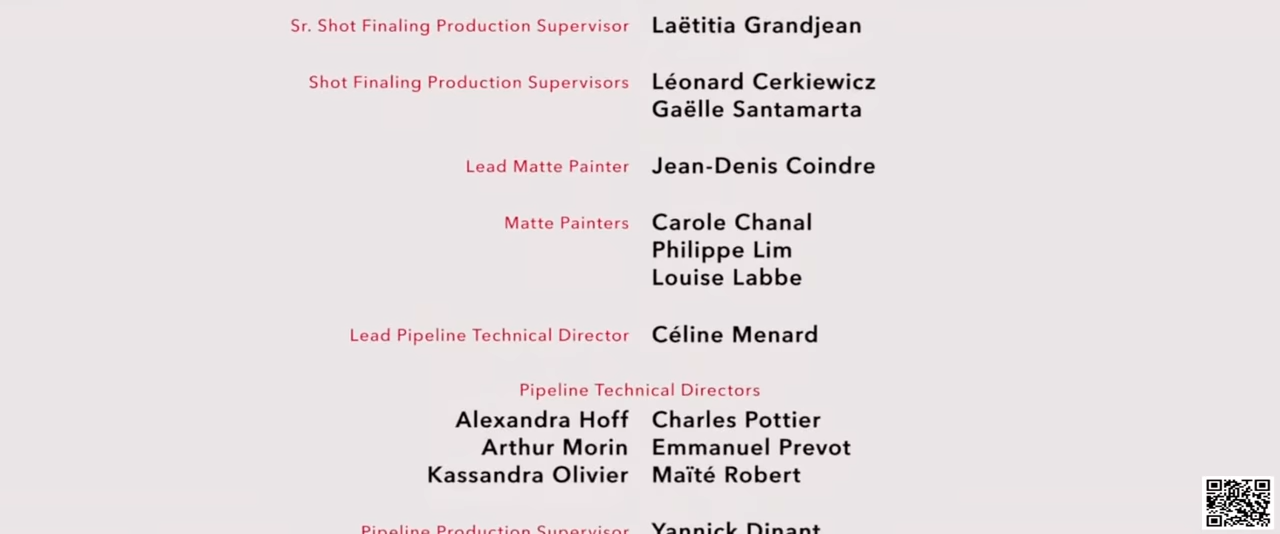 Sr. Shot Finaling Production Supervisor Laëtitia Grandjean
Shot Finaling Production Supervisors Léonard Cerkiewicz
Gaëlle Santamarta
Lead Matte Painter Jean-Denis Coindre
Matte Painters Carole Chanal
Philippe Lim
Louise Labbe
Lead Pipeline Technical Director Céline Menard
Pipeline Technical Directors
Alexandra Hoff Charles Pottier
Arthur Morin Emmanuel Prevot
Kassandra Olivier Maïté Robert
Pipeline Production Supervisor Yannick Dinant